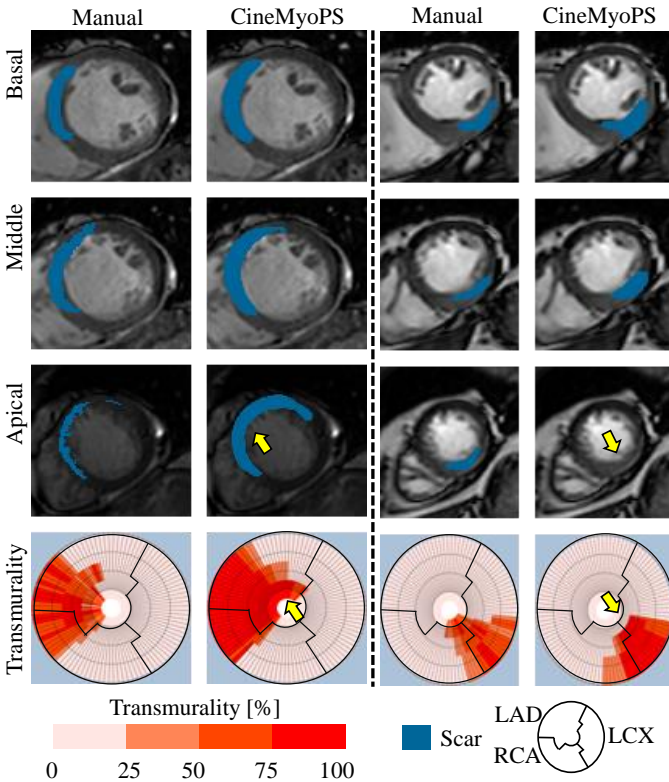 Manual CineMyoPS Manual CineMyoPS
Basal
Middle
Apical
Transmurality
Transmurality [%]
0 25 50 75 100
Scar
LAD
LCX
RCA